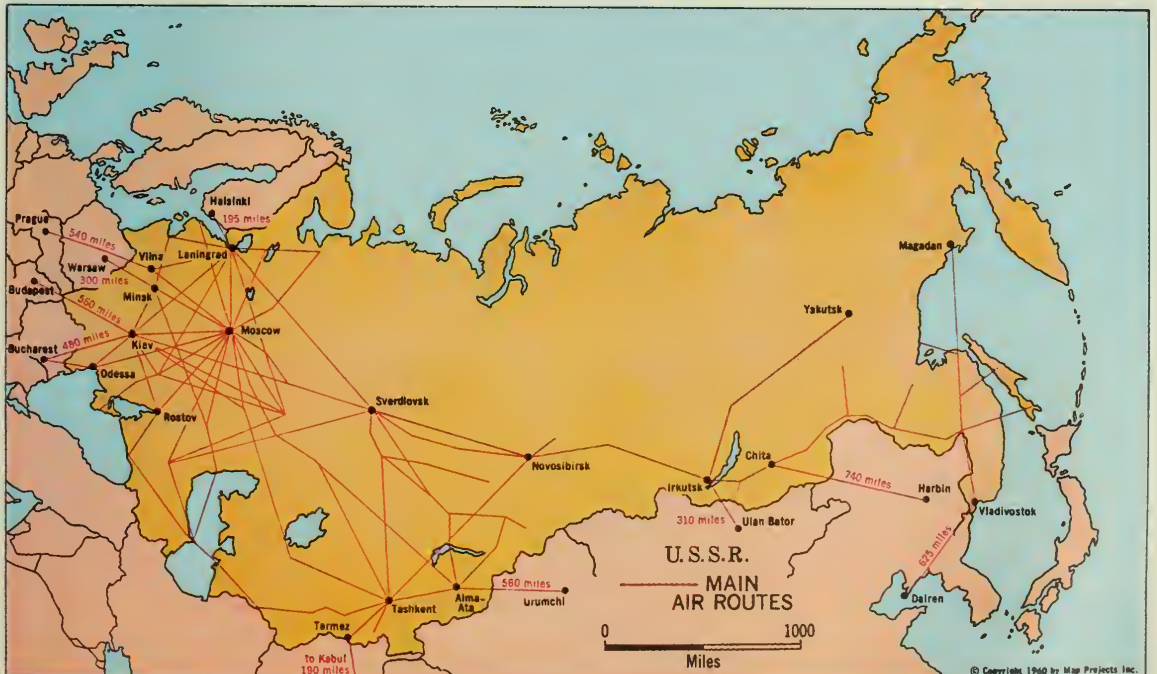 Helsinki
195 miles
Prague
540 miles
Vilna
Laningrad
Warsaw
300 miles
Minsk
Budapest
560 miles
Moscow
Kiev
Bucharest
480 miles
Odessa
Rostov
Sverdlovsk
Novosibirsk
Magadan
Yakutsk
Chita
Irkutsk
740 miles
Harbin
Vladivostok
310 miles
Ulan Bator
625 miles
Dairen
U.S.S.R.
MAIN
AIR ROUTES
0 1000
Miles
Alma-
Ata
560 miles
Urumchi
Tashkent
Tarmez
to Kabul
190 miles
© Copyright 1960 by Map Projects Inc.